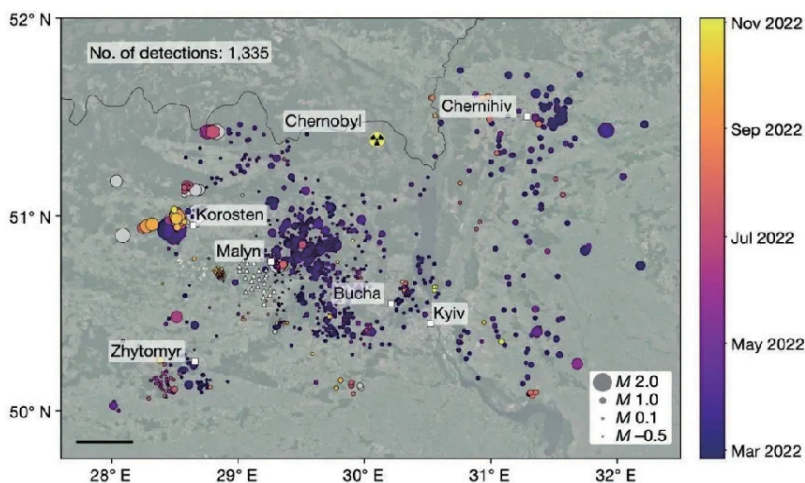 52° N
No. of detections: 1,335
Nov 2022
Chernobyl
Chernihiv
Sep 2022
51° N
Korosten
Malyn
Jul 2022
Bucha
Kyiv
Zhytomyr
May 2022
M 2.0
M 1.0
50° N
M 0.1
M –0.5
Mar 2022
28° E
29° E
30° E
31° E
32° E